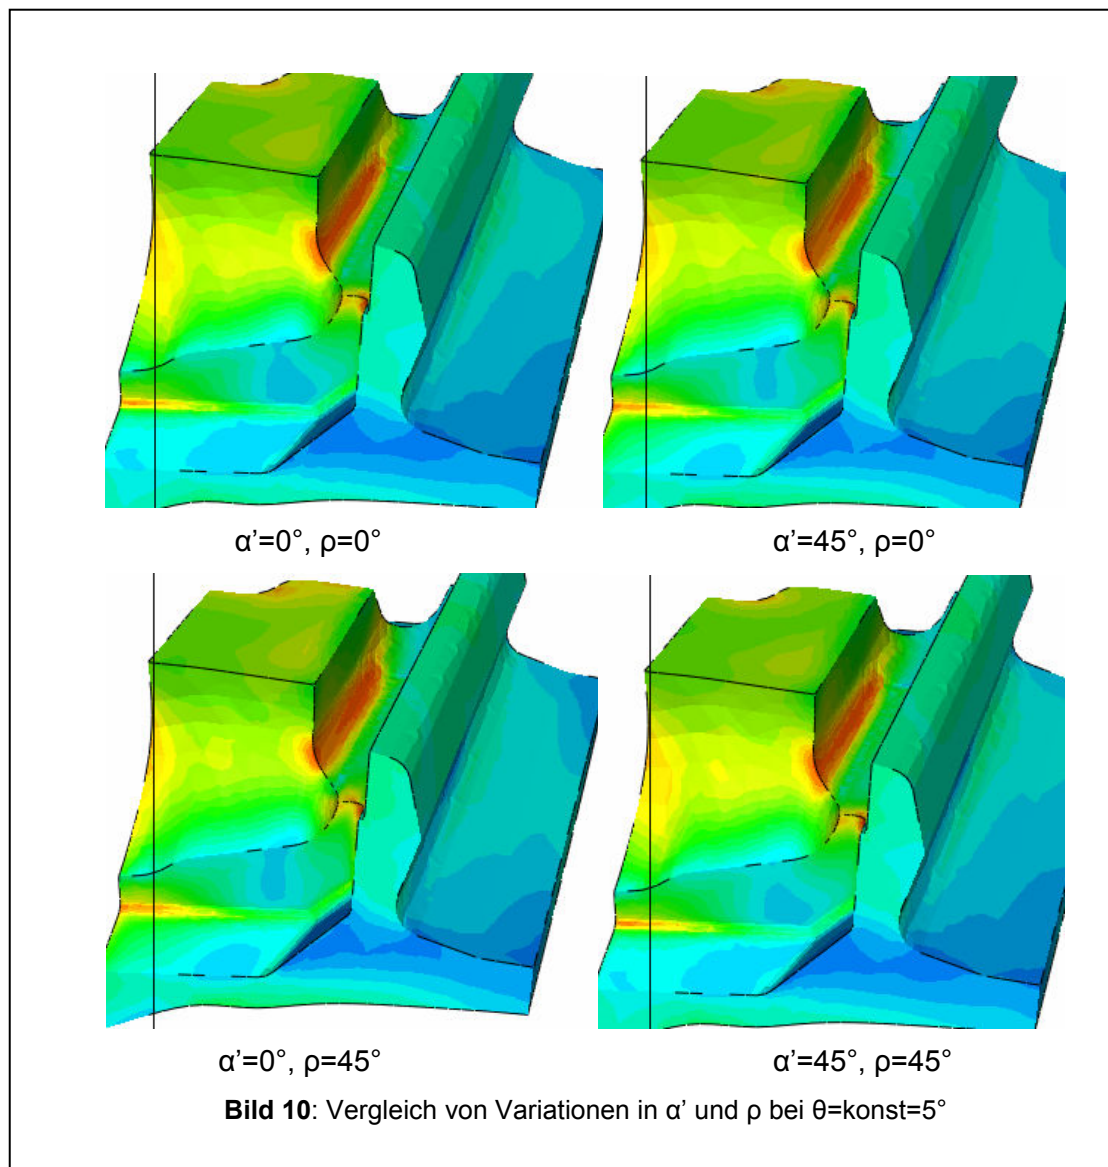 α’=0°, ρ=0°
α’=45°, ρ=0°
α’=0°, ρ=45°
α’=45°, ρ=45°
Bild 10: Vergleich von Variationen in α’ und ρ bei θ=konst=5°